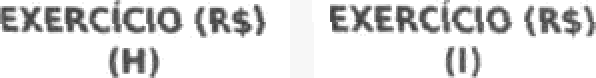 EXERCÍCIO (R$) EXERCÍCIO (R$)
(H) (I)